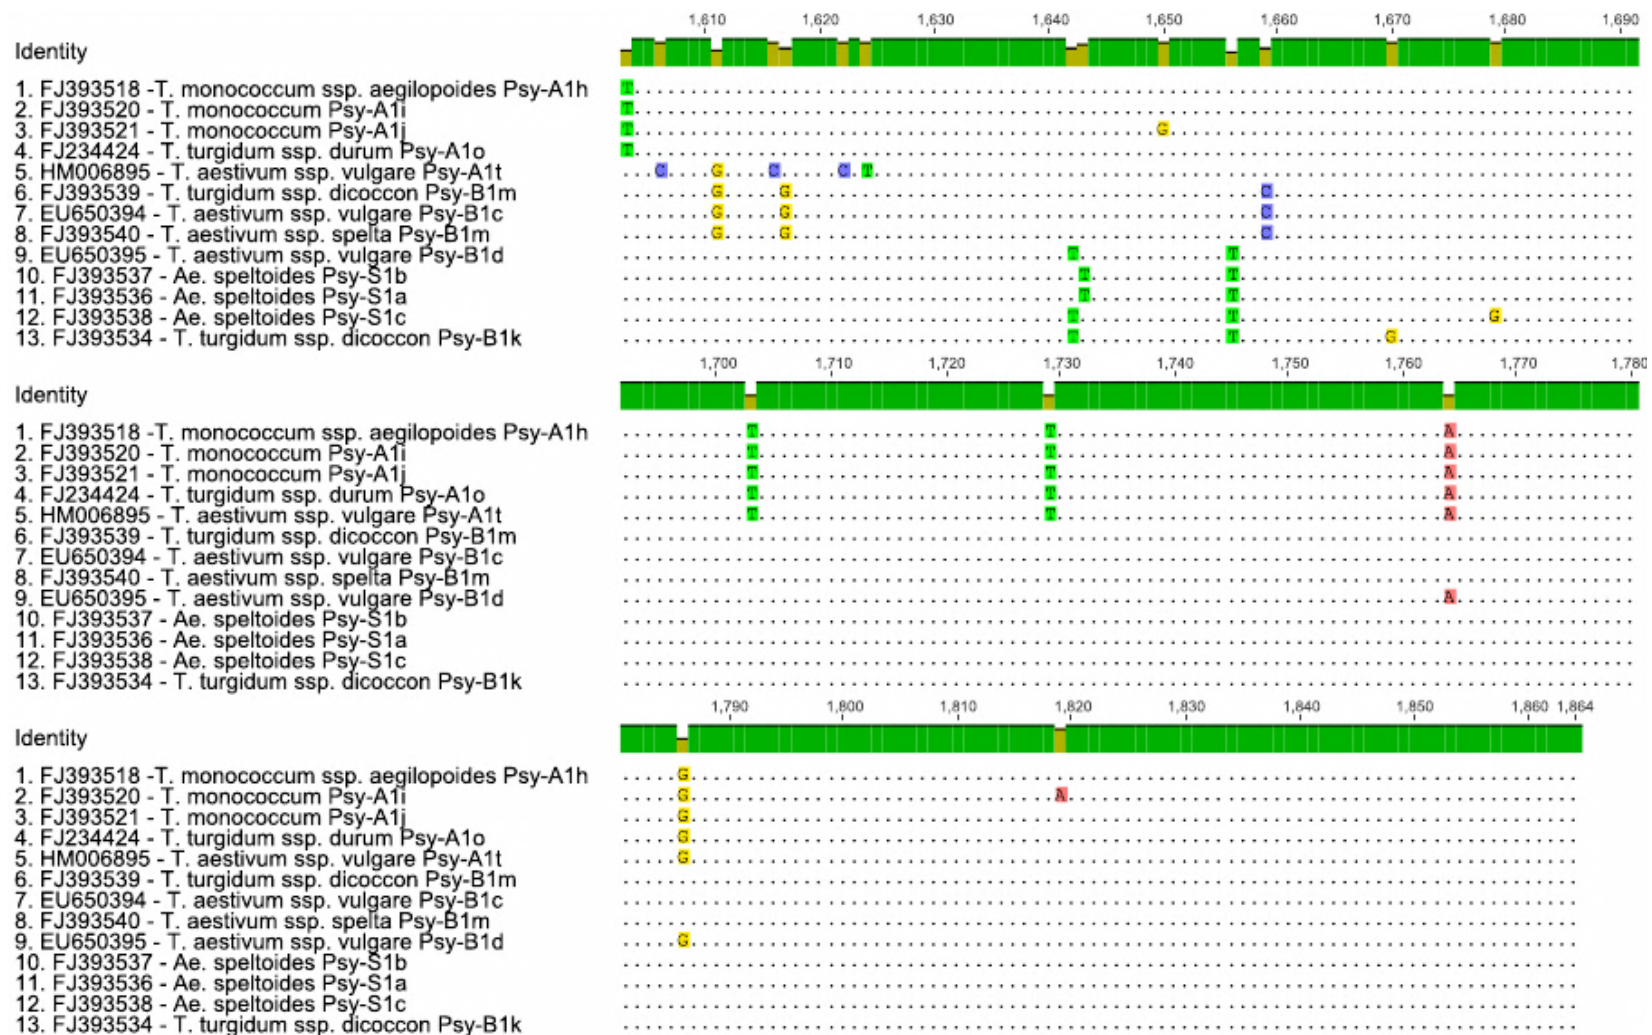 1,610 1,620 1,630 1,640 1,650 1,660 1,670 1,680 1,690
Identity
1. FJ393518 -T. monococcum ssp. aegilopoides Psy-A1h T
2. FJ393520 - T. monococcum Psy-A1i T
3. FJ393521 - T. monococcum Psy-A1j T G
4. FJ234424 - T. turgidum ssp. durum Psy-A1o T
5. HM006895 - T. aestivum ssp. vulgare Psy-A1t C G C C T
6. FJ393539 - T. turgidum ssp. dicoccon Psy-B1m G G C
7. EU650394 - T. aestivum ssp. vulgare Psy-B1c G G C
8. FJ393540 - T. aestivum ssp. spelta Psy-B1m G G C
9. EU650395 - T. aestivum ssp. vulgare Psy-B1d T T
10. FJ393537 - Ae. speltoides Psy-S1b T T
11. FJ393536 - Ae. speltoides Psy-S1a T T
12. FJ393538 - Ae. speltoides Psy-S1c T T G
13. FJ393534 - T. turgidum ssp. dicoccon Psy-B1k T T G
1,700 1,710 1,720 1,730 1,740 1,750 1,760 1,770 1,780
Identity
1. FJ393518 -T. monococcum ssp. aegilopoides Psy-A1h T T A
2. FJ393520 - T. monococcum Psy-A1i T T A
3. FJ393521 - T. monococcum Psy-A1j T T A
4. FJ234424 - T. turgidum ssp. durum Psy-A1o T T A
5. HM006895 - T. aestivum ssp. vulgare Psy-A1t T T A
6. FJ393539 - T. turgidum ssp. dicoccon Psy-B1m
7. EU650394 - T. aestivum ssp. vulgare Psy-B1c
8. FJ393540 - T. aestivum ssp. spelta Psy-B1m
9. EU650395 - T. aestivum ssp. vulgare Psy-B1d A
10. FJ393537 - Ae. speltoides Psy-S1b
11. FJ393536 - Ae. speltoides Psy-S1a
12. FJ393538 - Ae. speltoides Psy-S1c
13. FJ393534 - T. turgidum ssp. dicoccon Psy-B1k
1,790 1,800 1,810 1,820 1,830 1,840 1,850 1,860 1,864
Identity
1. FJ393518 -T. monococcum ssp. aegilopoides Psy-A1h G
2. FJ393520 - T. monococcum Psy-A1i G A
3. FJ393521 - T. monococcum Psy-A1j G
4. FJ234424 - T. turgidum ssp. durum Psy-A1o G
5. HM006895 - T. aestivum ssp. vulgare Psy-A1t G
6. FJ393539 - T. turgidum ssp. dicoccon Psy-B1m
7. EU650394 - T. aestivum ssp. vulgare Psy-B1c
8. FJ393540 - T. aestivum ssp. spelta Psy-B1m
9. EU650395 - T. aestivum ssp. vulgare Psy-B1d G
10. FJ393537 - Ae. speltoides Psy-S1b
11. FJ393536 - Ae. speltoides Psy-S1a
12. FJ393538 - Ae. speltoides Psy-S1c
13. FJ393534 - T. turgidum ssp. dicoccon Psy-B1k